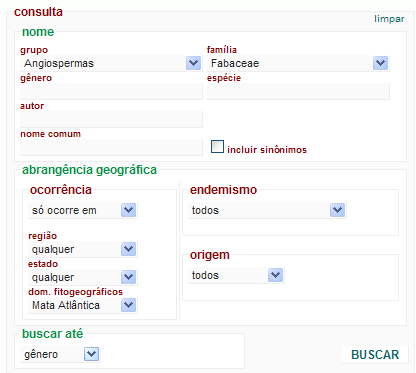 consulta
limpar
nome
grupo família
Angiospermas Fabaceae
gênero espécie
autor
nome comum
incluir sinônimos
abrangência geográfica
ocorrência endemismo
só ocorre em todos
região
qualquer
estado origem
qualquer todos
dom. fitogeográficos
Mata Atlântica
buscar até
gênero BUSCAR